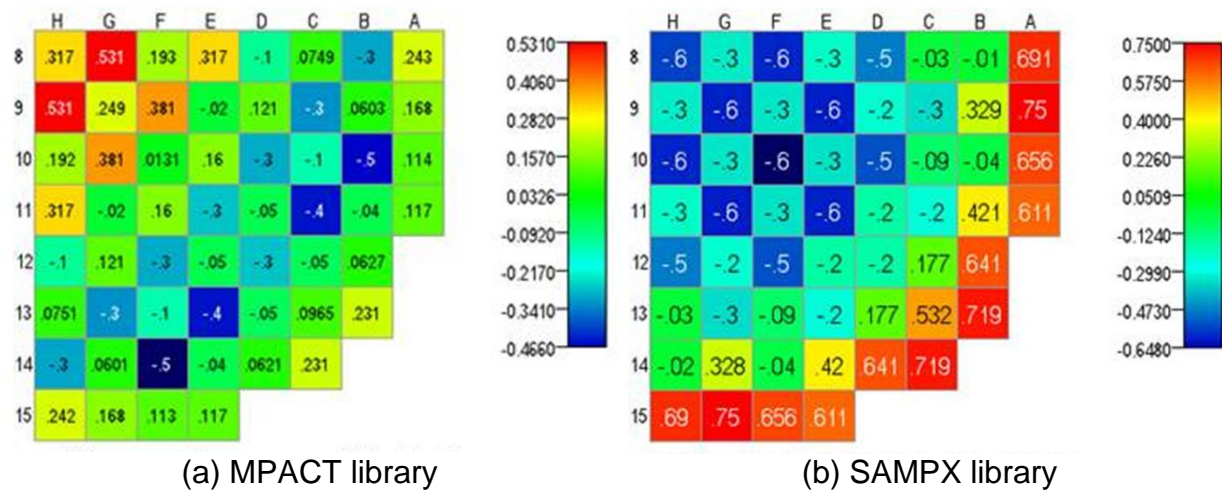 H G F E D C B A
8 .317 .531 .193 .317 -.1 .0749 -.3 .243
9 .531 .249 .381 -.02 .121 -.3 .0603 .168
10 .192 .381 .0131 .16 -.3 -.1 -.5 .114
11 .317 -.02 .16 -.3 -.05 -.4 -.04 .117
12 -.1 .121 -.3 -.05 -.3 -.05 .0627
13 .0751 -.3 -.1 -.4 -.05 .0965 .231
14 -.3 .0601 -.5 -.04 .0621 .231
15 .242 .168 .113 .117
0.5310
0.4060
0.2820
0.1570
0.0326
-0.0920
-0.2170
-0.3410
-0.4660
(a) MPACT library
H G F E D C B A
8 -.6 -.3 -.6 -.3 -.5 -.03 -.01 .691
9 -.3 -.6 -.3 -.6 -.2 -.3 .329 .75
10 -.6 -.3 -.6 -.3 -.5 -.09 -.04 .656
11 -.3 -.6 -.3 -.6 -.2 -.2 .421 .611
12 -.5 -.2 -.5 -.2 -.2 .177 .641
13 -.03 -.3 -.09 -.2 .177 .532 .719
14 -.02 .328 -.04 .42 .641 .719
15 .69 .75 .656 .611
0.7500
0.5750
0.4000
0.2260
0.0509
-0.1240
-0.2990
-0.4730
-0.6480
(b) SAMPX library